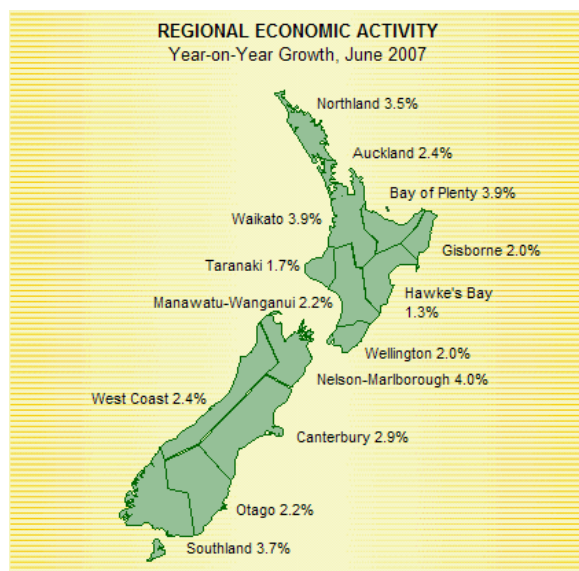 REGIONAL ECONOMIC ACTIVITY
Year-on-Year Growth, June 2007
Northland 3.5%
Auckland 2.4%
Bay of Plenty 3.9%
Waikato 3.9%
Gisborne 2.0%
Taranaki 1.7%
Hawke's Bay
1.3%
Manawatu-Wanganui 2.2%
Wellington 2.0%
Nelson-Marlborough 4.0%
West Coast 2.4%
Canterbury 2.9%
Otago 2.2%
Southland 3.7%